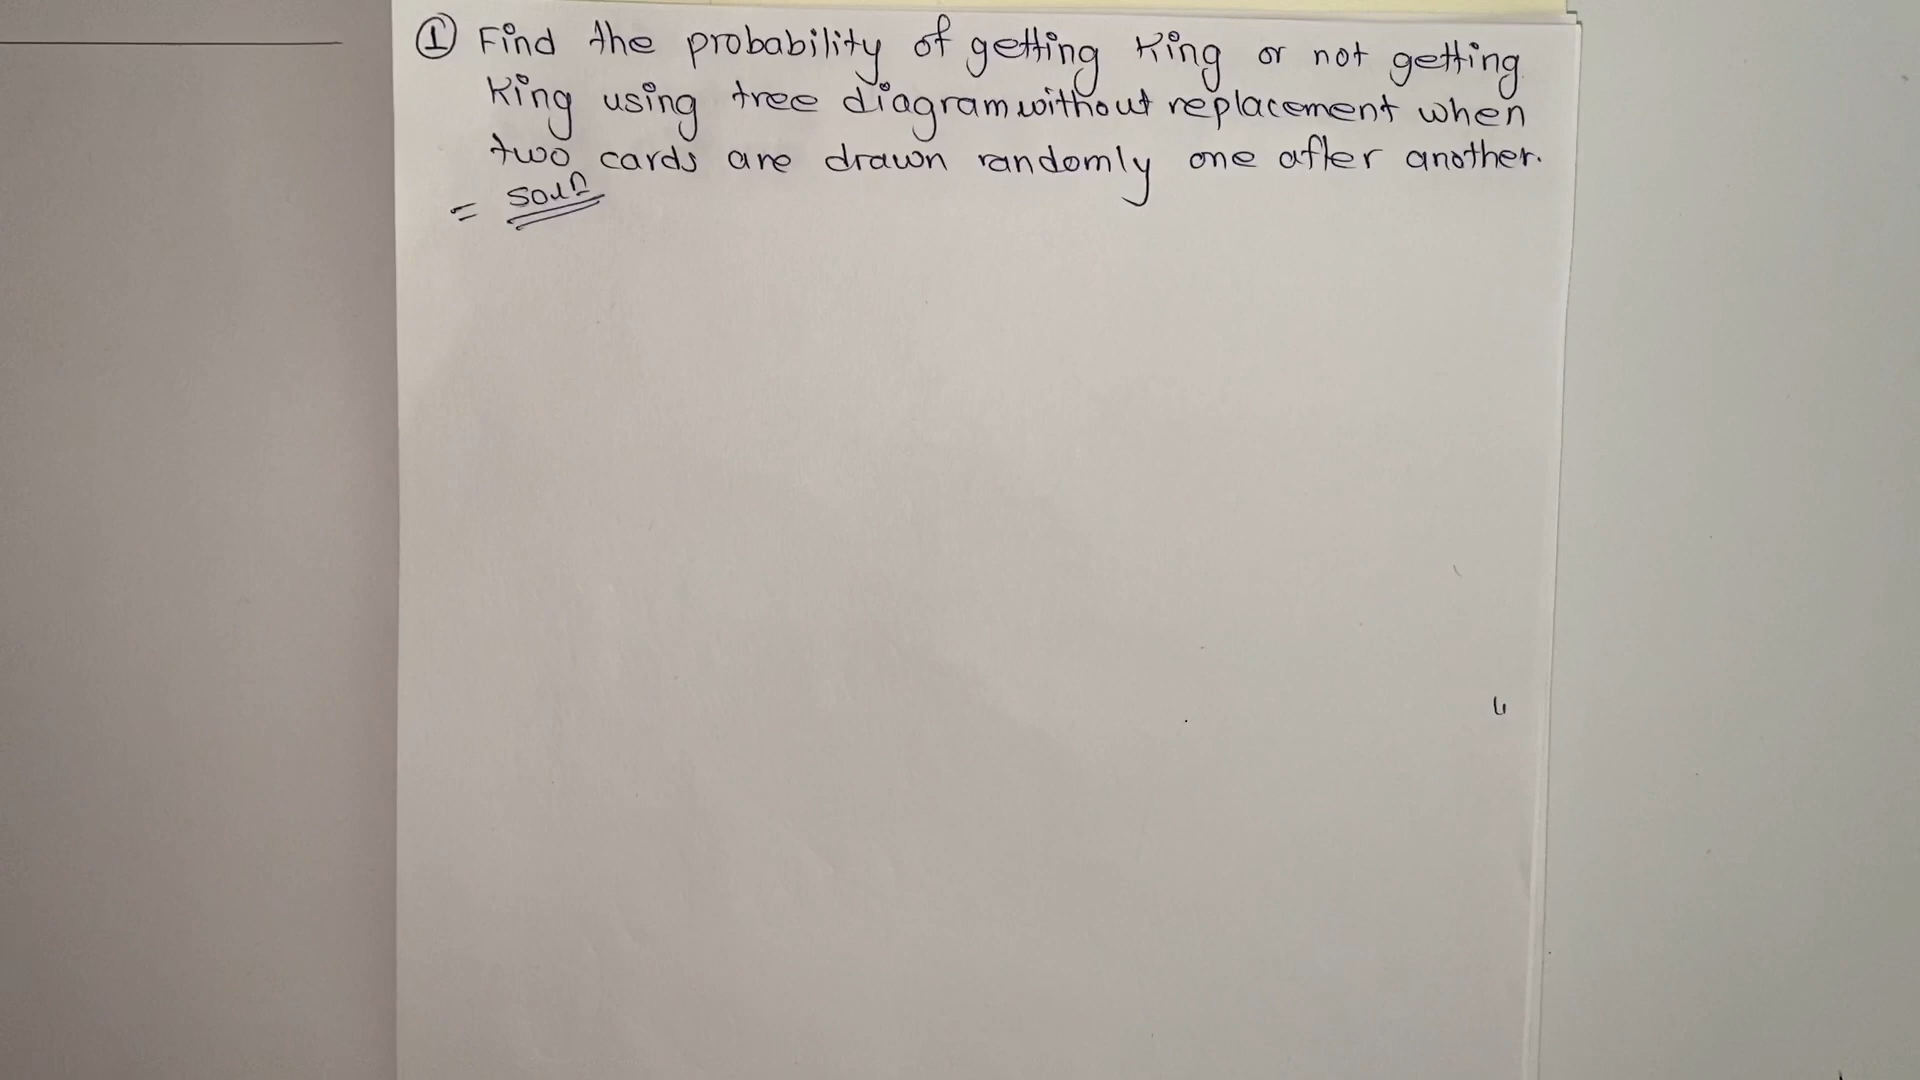 ① Find the probability of getting King or not getting
King using tree diagram without replacement when
two cards are drawn randomly one after another.
= Soln